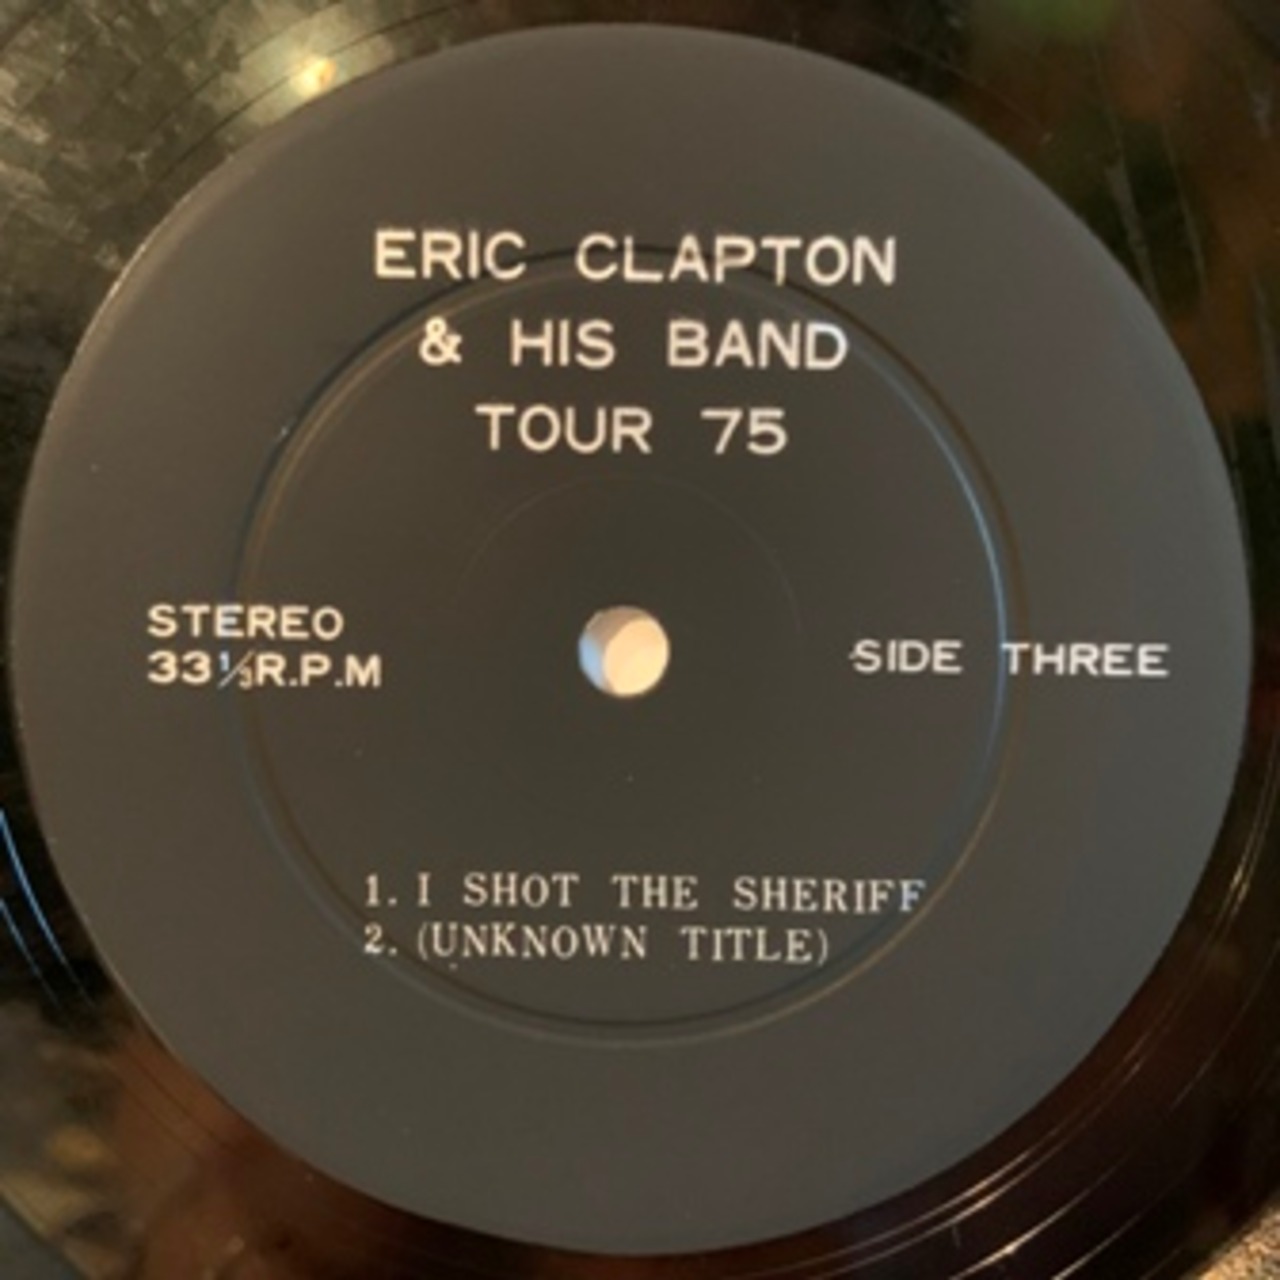 ERIC CLAPTON
& HIS BAND
TOUR 75
STEREO
33⅓R.P.M
SIDE THREE
1. I SHOT THE SHERIFF
2. (UNKNOWN TITLE)